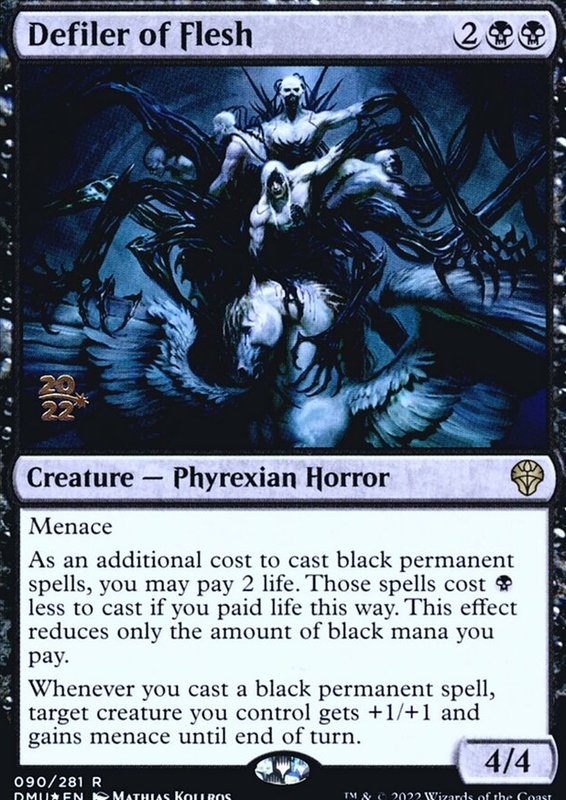 Defiler of Flesh 2
20
22
Creature — Phyrexian Horror
Menace
As an additional cost to cast black permanent
spells, you may pay 2 life. Those spells cost
less to cast if you paid life this way. This effect
reduces only the amount of black mana you
pay.
Whenever you cast a black permanent spell,
target creature you control gets +1/+1 and
gains menace until end of turn.
4/4
090/281 R
DMU★EN Mathias Kollros
™ & © 2022 Wizards of the Coast